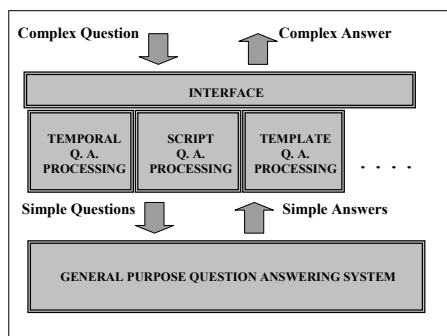 Complex Question Complex Answer
INTERFACE
TEMPORAL
Q. A.
PROCESSING
SCRIPT
Q. A.
PROCESSING
TEMPLATE
Q. A.
PROCESSING
. . . .
Simple Questions Simple Answers
GENERAL PURPOSE QUESTION ANSWERING SYSTEM